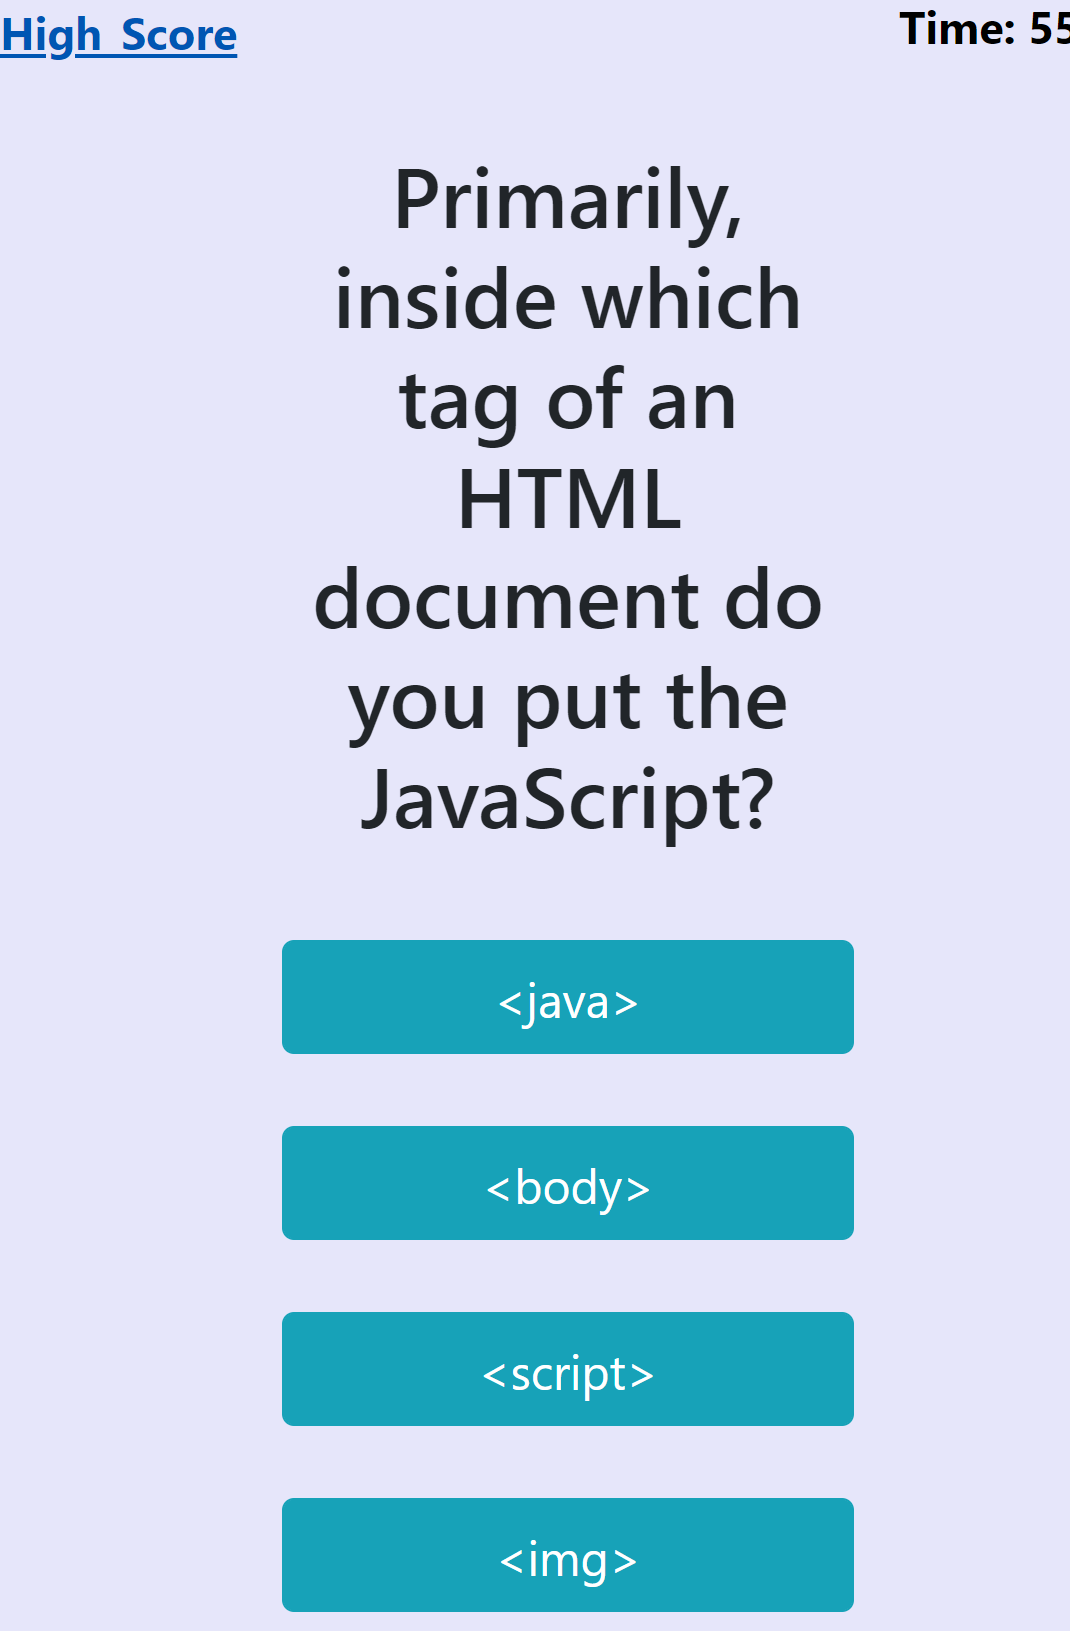 High Score
Time: 55
Primarily,
inside which
tag of an
HTML
document do
you put the
JavaScript?
<java>
<body>
<script>
<img>